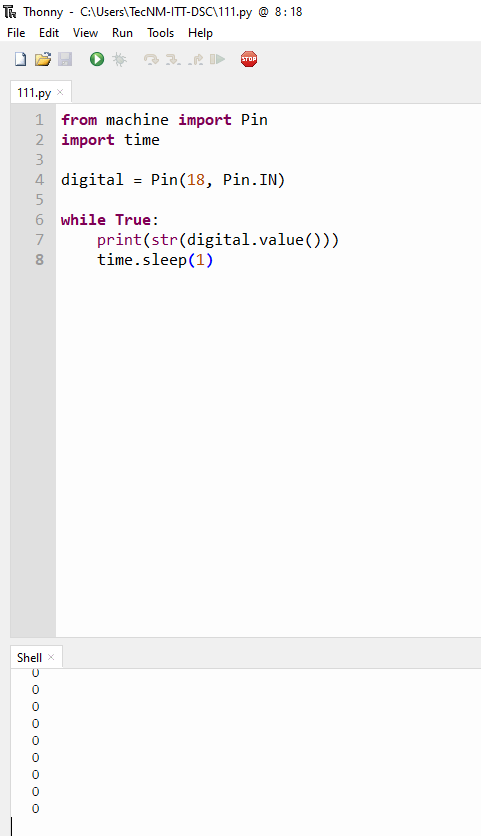 Thonny - C:\Users\TecNM-ITT-DSC\111.py @ 8:18
File Edit View Run Tools Help
STOP
111.py ×
1 from machine import Pin
2 import time
3
4 digital = Pin(18, Pin.IN)
5
6 while True:
7     print(str(digital.value()))
8     time.sleep(1)
Shell ×
0
0
0
0
0
0
0
0
0